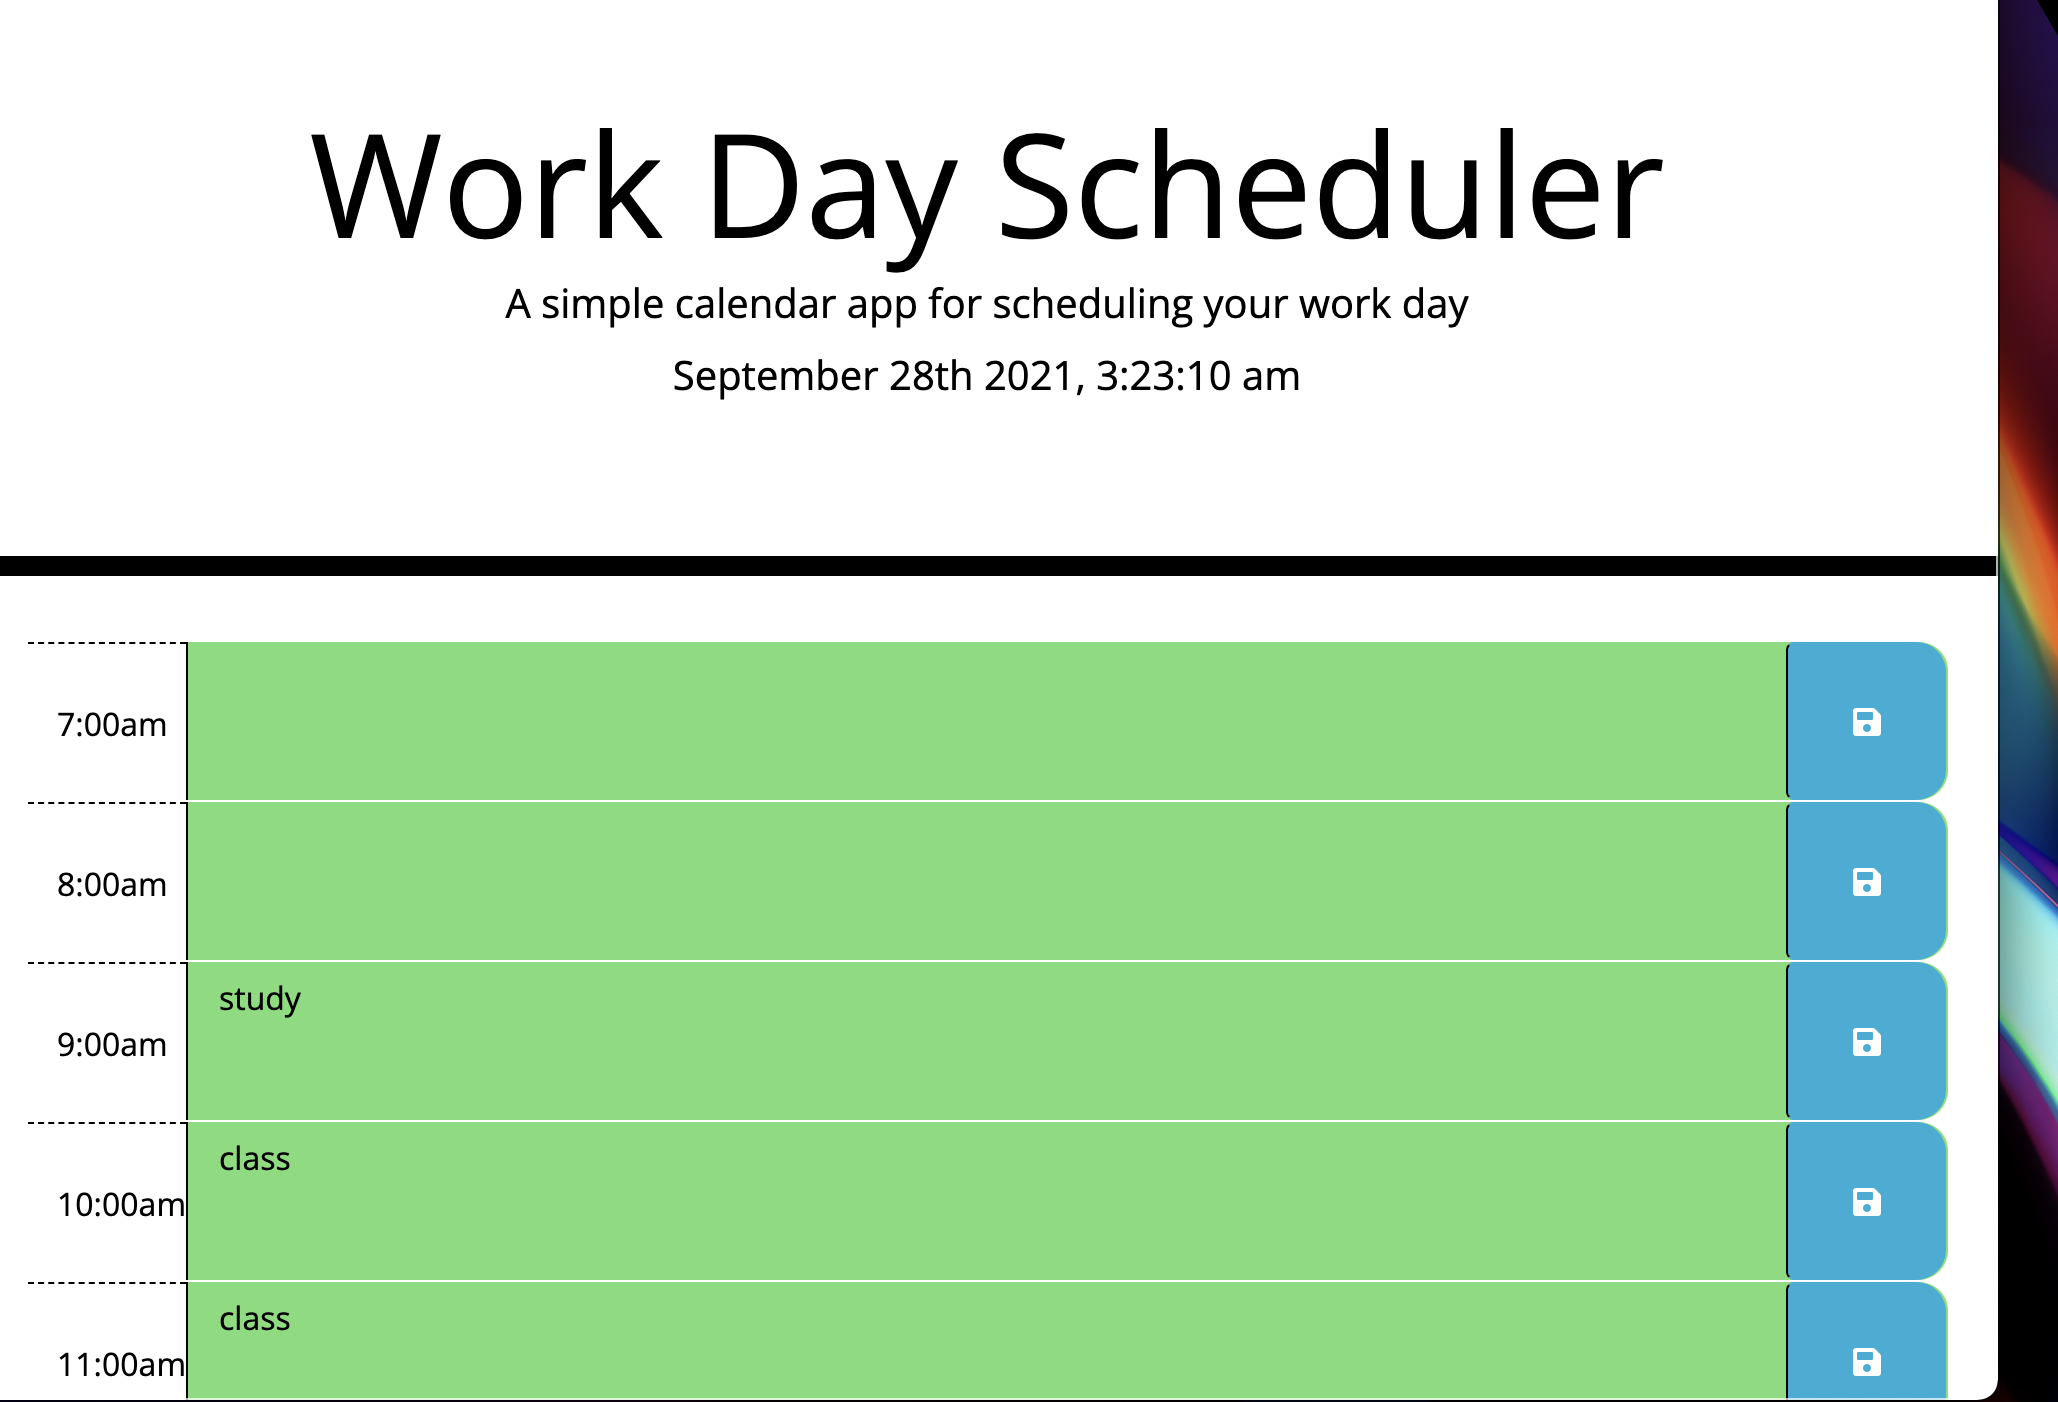 Work Day Scheduler
A simple calendar app for scheduling your work day
September 28th 2021, 3:23:10 am
7:00am
8:00am
9:00am
study
10:00am
class
11:00am
class